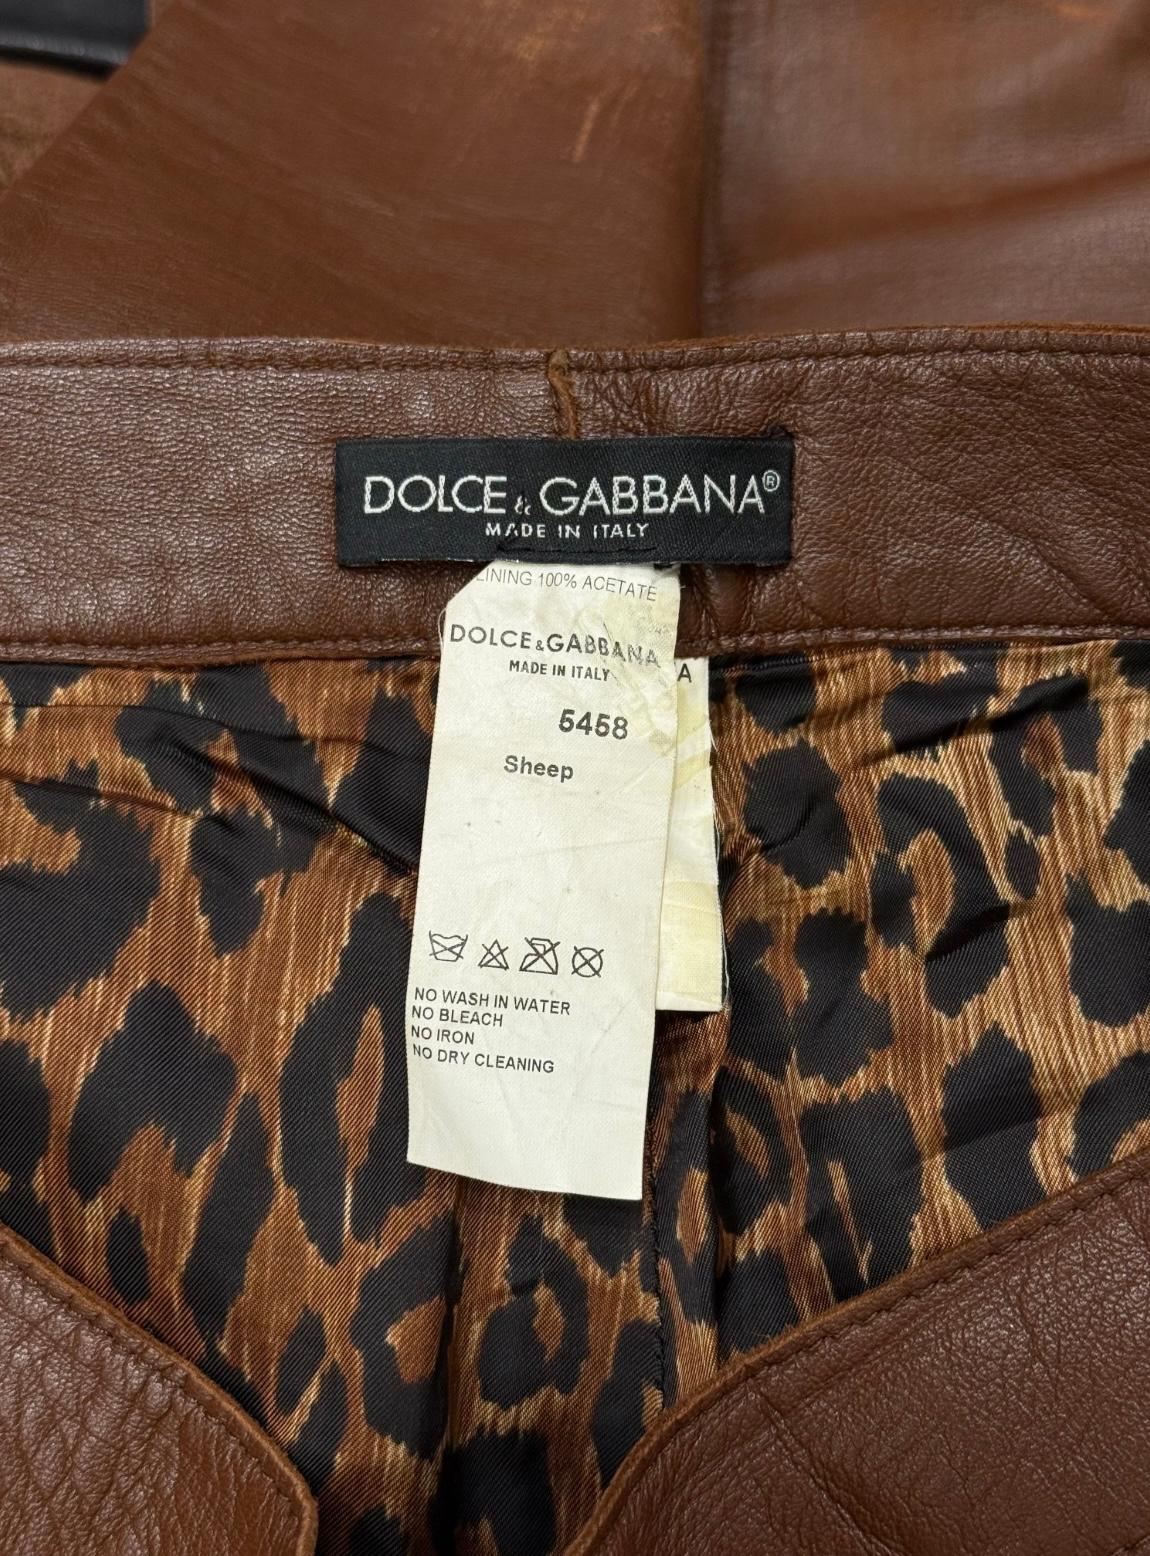 DOLCE & GABBANA®
MADE IN ITALY
LINING 100% ACETATE
DOLCE & GABBANA
MADE IN ITALY
A
5458
Sheep
NO WASH IN WATER
NO BLEACH
NO IRON
NO DRY CLEANING